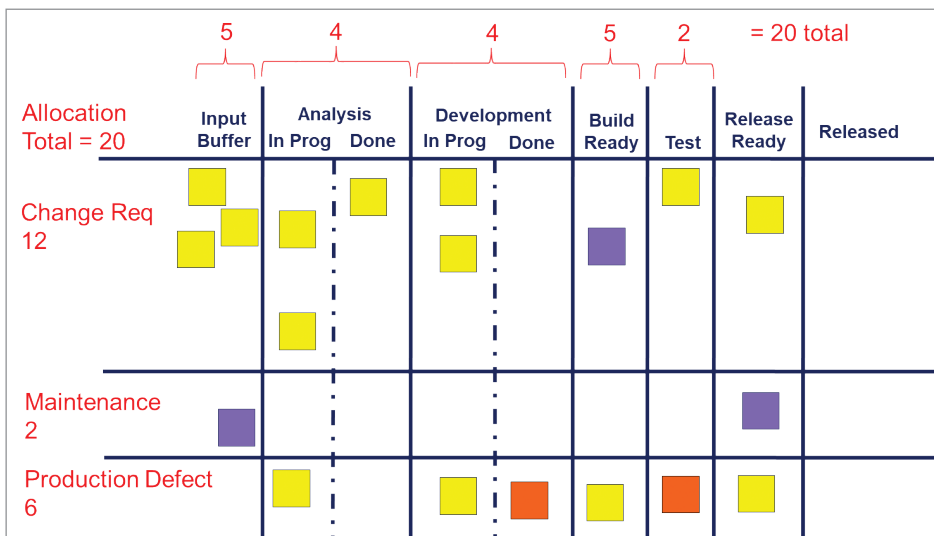 5 4 4 5 2 = 20 total
Allocation
Total = 20
Input
Buffer
Analysis
In Prog Done
Development
In Prog Done
Build
Ready
Test
Release
Ready
Released
Change Req
12
Maintenance
2
Production Defect
6